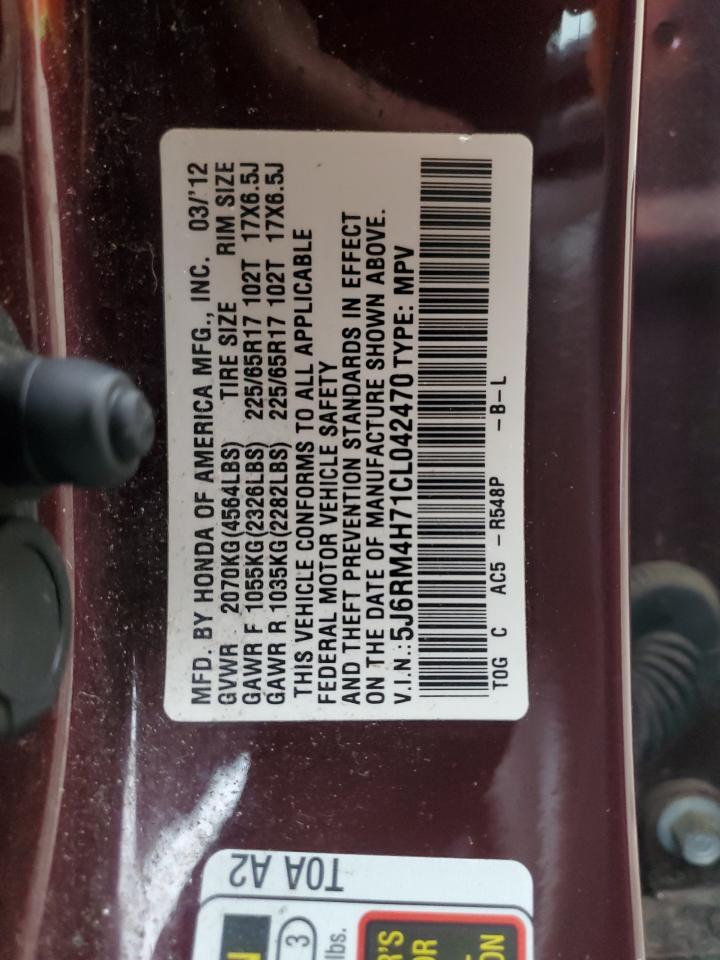 MFD. BY HONDA OF AMERICA MFG., INC. 03/'12
GVWR 2070KG(4564LBS) TIRE SIZE RIM SIZE
GAWR F 1055KG(2326LBS) 225/65R17 102T 17X6.5J
GAWR R 1035KG(2282LBS) 225/65R17 102T 17X6.5J
THIS VEHICLE CONFORMS TO ALL APPLICABLE
FEDERAL MOTOR VEHICLE SAFETY
AND THEFT PREVENTION STANDARDS IN EFFECT
ON THE DATE OF MANUFACTURE SHOWN ABOVE.
V.I.N.:5J6RM4H71CL042470 TYPE: MPV
T0G C AC5 -R548P -B-L
T0A A2
3
lbs.